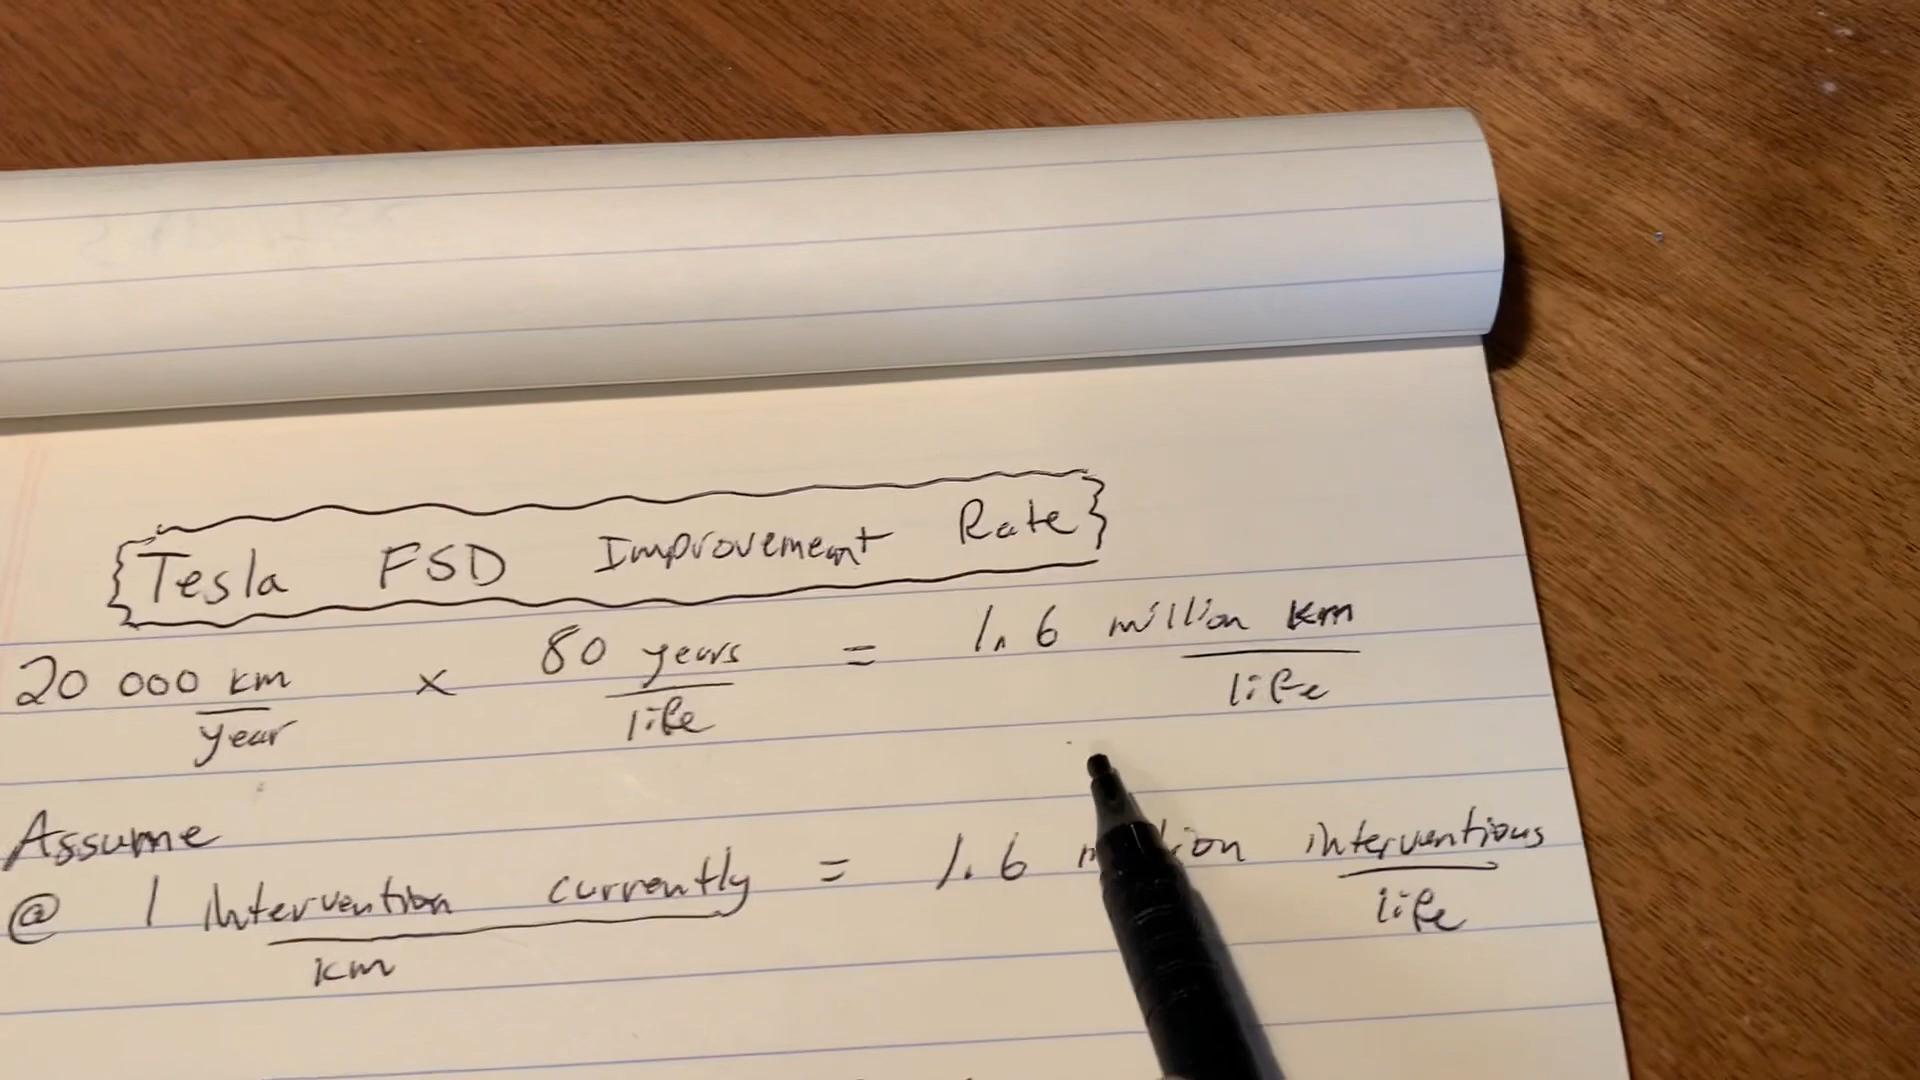 Tesla FSD Improvement Rate
20 000 km/year × 80 years/life = 1.6 million km/life
Assume
@ 1 intervention currently/km = 1.6 million interventions/life